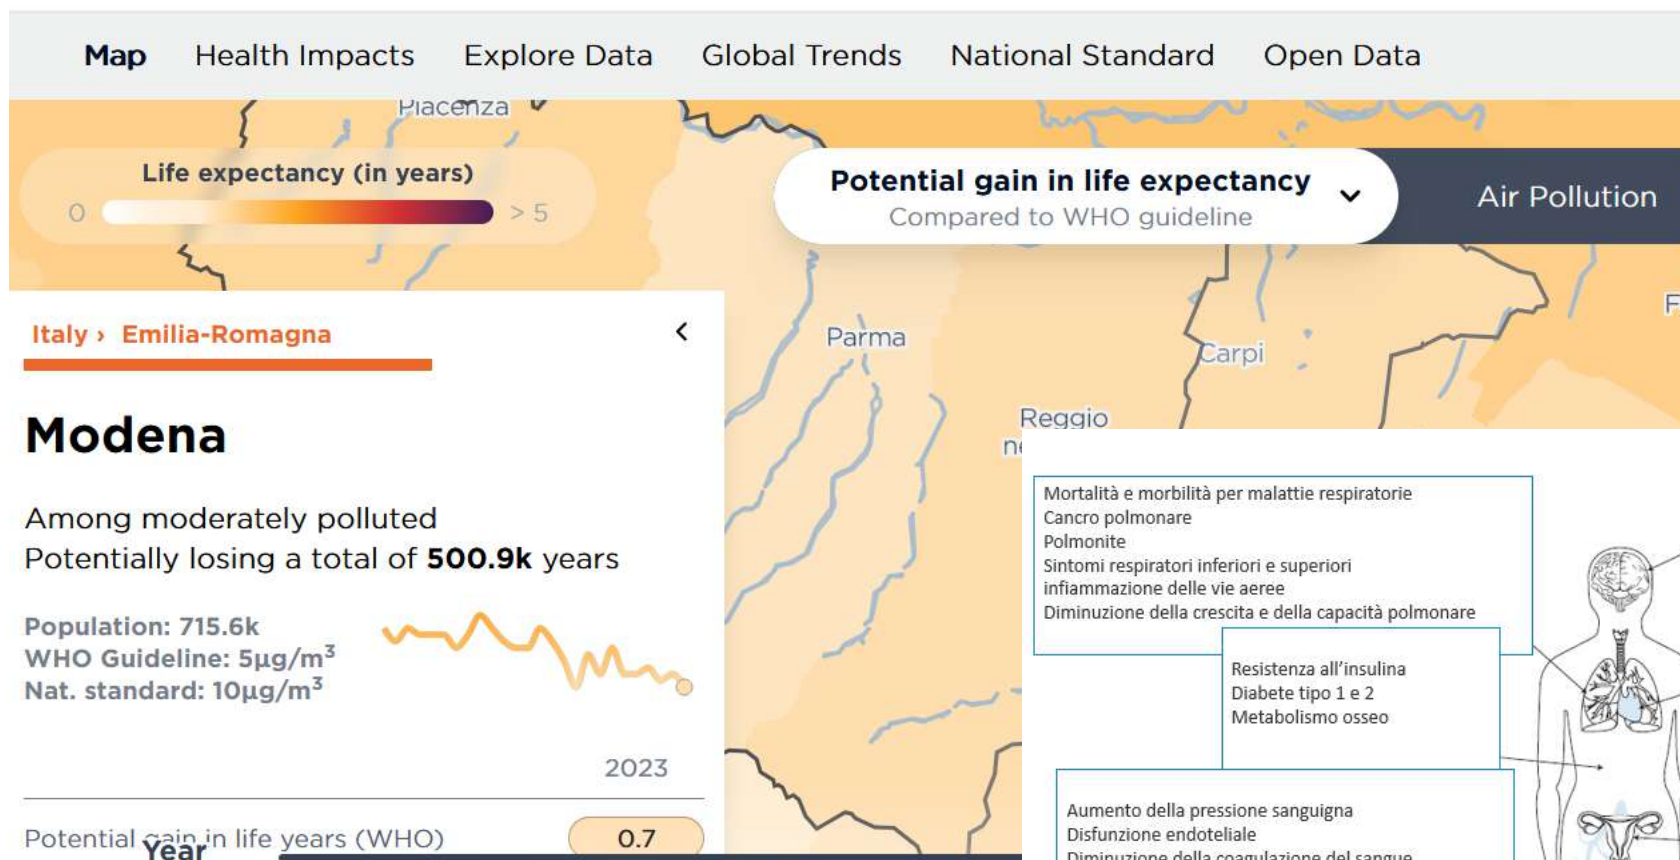 Map Health Impacts Explore Data Global Trends National Standard Open Data
Piacenza
Life expectancy (in years)
0 > 5
Potential gain in life expectancy
Compared to WHO guideline
Air Pollution
Italy › Emilia-Romagna
Parma
Carpi
Reggio
Modena
Among moderately polluted
Potentially losing a total of 500.9k years
Population: 715.6k
WHO Guideline: 5µg/m³
Nat. standard: 10µg/m³
2023
Potential gain in life years (WHO) 0.7
Year
Mortalità e morbilità per malattie respiratorie
Cancro polmonare
Polmonite
Sintomi respiratori inferiori e superiori
infiammazione delle vie aeree
Diminuzione della crescita e della capacità polmonare
Resistenza all'insulina
Diabete tipo 1 e 2
Metabolismo osseo
Aumento della pressione sanguigna
Disfunzione endoteliale
Diminuzione della coagulazione del sangue